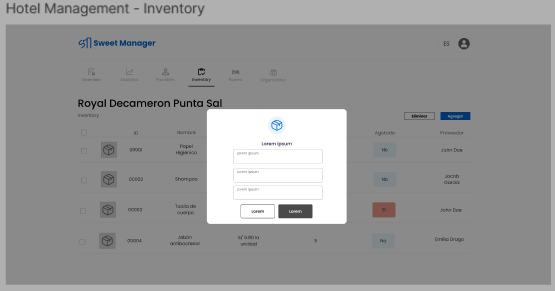 Hotel Management - Inventory
Sweet Manager
ES
Overview
Analytics
Providers
Inventory
Rooms
Organization
Royal Decameron Punta Sal
Inventory
Eliminar
Agregar
Id
Nombre
Agotado
Proveedor
Lorem Ipsum
Lorem Ipsum
Lorem Ipsum
Lorem Ipsum
Lorem
Lorem
00001
Papel
Higienico
No
John Doe
00002
Shampoo
No
Jacob
Garcia
00003
Toalla de
cuerpo
Si
John Doe
00004
Jabón
antibacterial
S/ 9.90 la
unidad
No
Emilia Drago